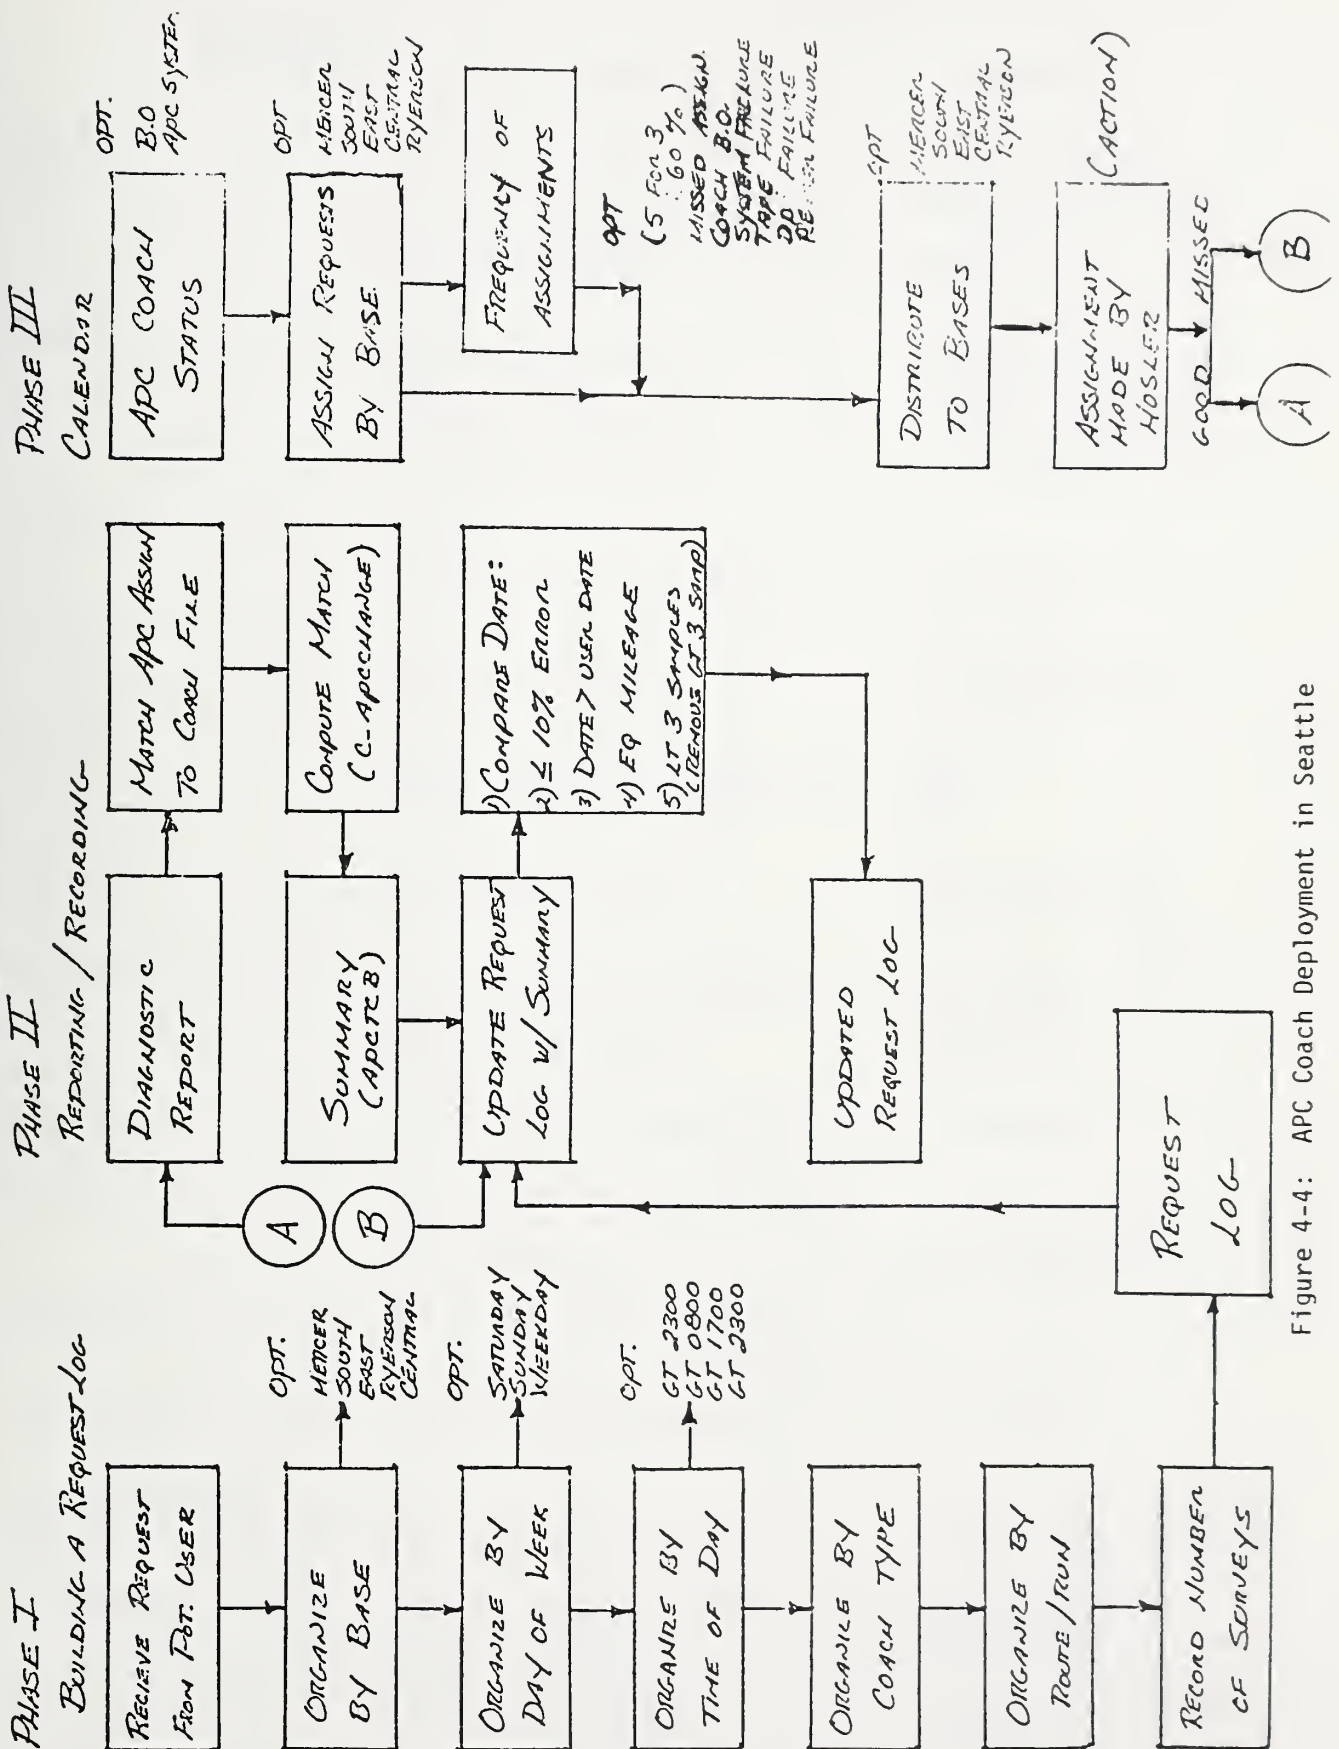 PHASE I
BUILDING A REQUEST LOG
RECIEVE REQUEST
FROM POT. USER
ORGANIZE
BY BASE
OPT.
MERCER
SOUTH
EAST
RYERSON
CENTRAL
ORGANIZE BY
DAY OF WEEK
OPT.
SATURDAY
SUNDAY
WEEKDAY
ORGANIZE BY
TIME OF DAY
OPT.
GT 2300
GT 0800
GT 1700
GT 2300
ORGANIZE BY
COACH TYPE
ORGANIZE BY
ROUTE/RUN
RECORD NUMBER
OF SURVEYS
REQUEST
LOG
PHASE II
REPORTING / RECORDING
A
B
DIAGNOSTIC
REPORT
MATCH APC ASSIGN
TO COACH FILE
COMPUTE MATCH
(C-APCCHANGE)
SUMMARY
(APCTCB)
UPDATE REQUEST
LOG W/ SUMMARY
1) COMPARE DATE:
2) ≤ 10% ERROR
3) DATE > USER DATE
4) EQ MILEAGE
5) LT 3 SAMPLES
(REMOVE GT 3 SAMP)
UPDATED
REQUEST LOG
PHASE III
CALENDAR
APC COACH
STATUS
OPT.
B.O
APC SYSTEM
ASSIGN REQUESTS
BY BASE.
OPT
MERCER
SOUTH
EAST
CENTRAL
RYERSON
FREQUENCY OF
ASSIGNMENTS
OPT
(5 FOR 3
60 %)
MISSED ASSIGN.
COACH B.O.
SYSTEM FAILURE
TAPE FAILURE
DP FAILURE
FAILURE
DISTRIBUTE
TO BASES
OPT
MERCER
SOUTH
EAST
CENTRAL
RYERSON
ASSIGNMENT
MADE BY
HOSLER
(ACTION)
GOOD MISSED
A
B
Figure 4-4: APC Coach Deployment in Seattle